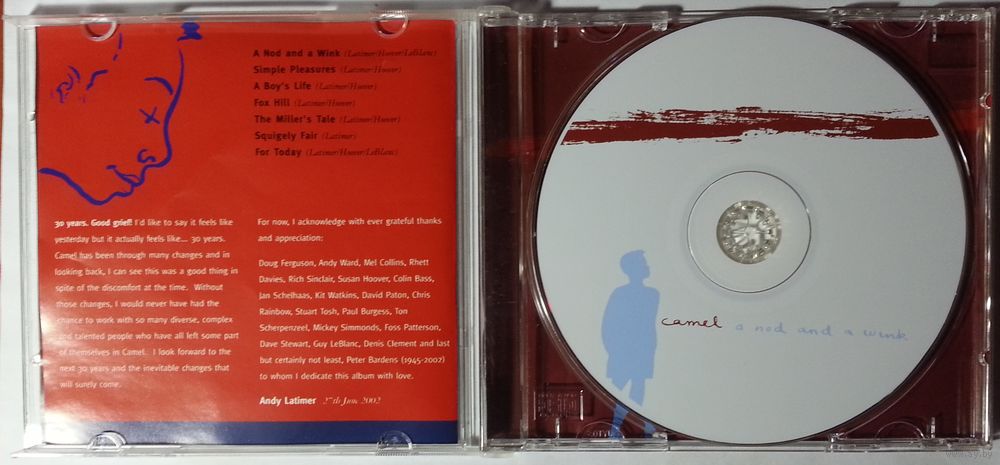 A Nod and a Wink (Latimer/Hoover/LeBlanc)
Simple Pleasures (Latimer/Hoover)
A Boy's Life (Latimer/Hoover)
Fox Hill (Latimer/Hoover)
The Miller's Tale (Latimer/Hoover)
Squigely Fair (Latimer)
For Today (Latimer/Hoover/LeBlanc)
30 years. Good grief! I'd like to say it feels like
yesterday but it actually feels like... 30 years.
Camel has been through many changes and in
looking back, I can see this was a good thing in
spite of the discomfort at the time. Without
those changes, I would never have had the
chance to work with so many diverse, complex
and talented people who have all left some part
of themselves in Camel. I look forward to the
next 30 years and the inevitable changes that
will surely come.
For now, I acknowledge with ever grateful thanks
and appreciation:
Doug Ferguson, Andy Ward, Mel Collins, Rhett
Davies, Rich Sinclair, Susan Hoover, Colin Bass,
Jan Schelhaas, Kit Watkins, David Paton, Chris
Rainbow, Stuart Tosh, Paul Burgess, Ton
Scherpenzeel, Mickey Simmonds, Foss Patterson,
Dave Stewart, Guy LeBlanc, Denis Clement and last
but certainly not least, Peter Bardens (1945-2002)
to whom I dedicate this album with love.
Andy Latimer 27th June 2002
camel a nod and a wink
www.ay.by